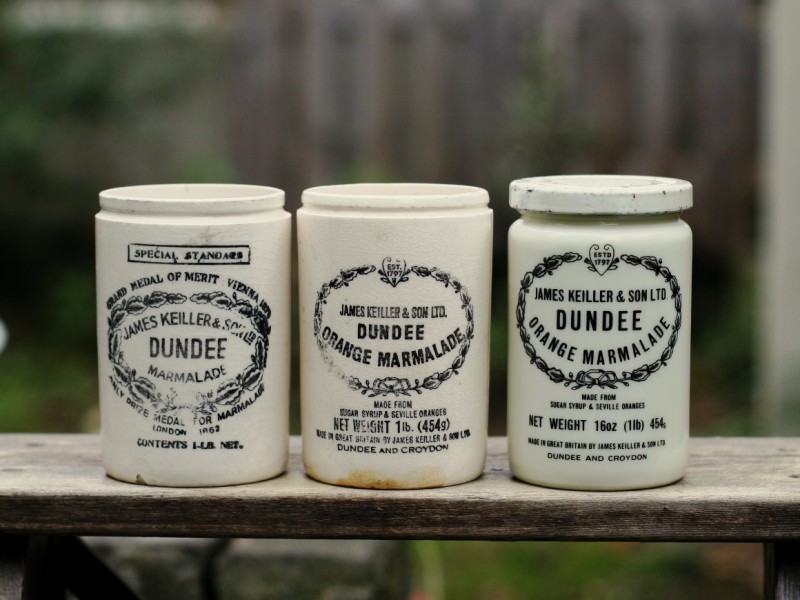 SPECIAL STANDARD
GRAND MEDAL OF MERIT VIENNA
JAMES KEILLER & SON LTD
DUNDEE
MARMALADE
ONLY PRIZE MEDAL FOR MARMALADE
LONDON 1862
CONTENTS 1-LB. NET.
EST.
1797
JAMES KEILLER & SON LTD.
DUNDEE
ORANGE MARMALADE
MADE FROM
SUGAR SYRUP & SEVILLE ORANGES
NET WEIGHT 1lb. (454g)
MADE IN GREAT BRITAIN BY JAMES KEILLER & SON LTD.
DUNDEE AND CROYDON
ESTD
1797
JAMES KEILLER & SON LTD.
DUNDEE
ORANGE MARMALADE
MADE FROM
SUGAR SYRUP & SEVILLE ORANGES
NET WEIGHT 16oz (1lb) 454g
MADE IN GREAT BRITAIN BY JAMES KEILLER & SON LTD.
DUNDEE AND CROYDON